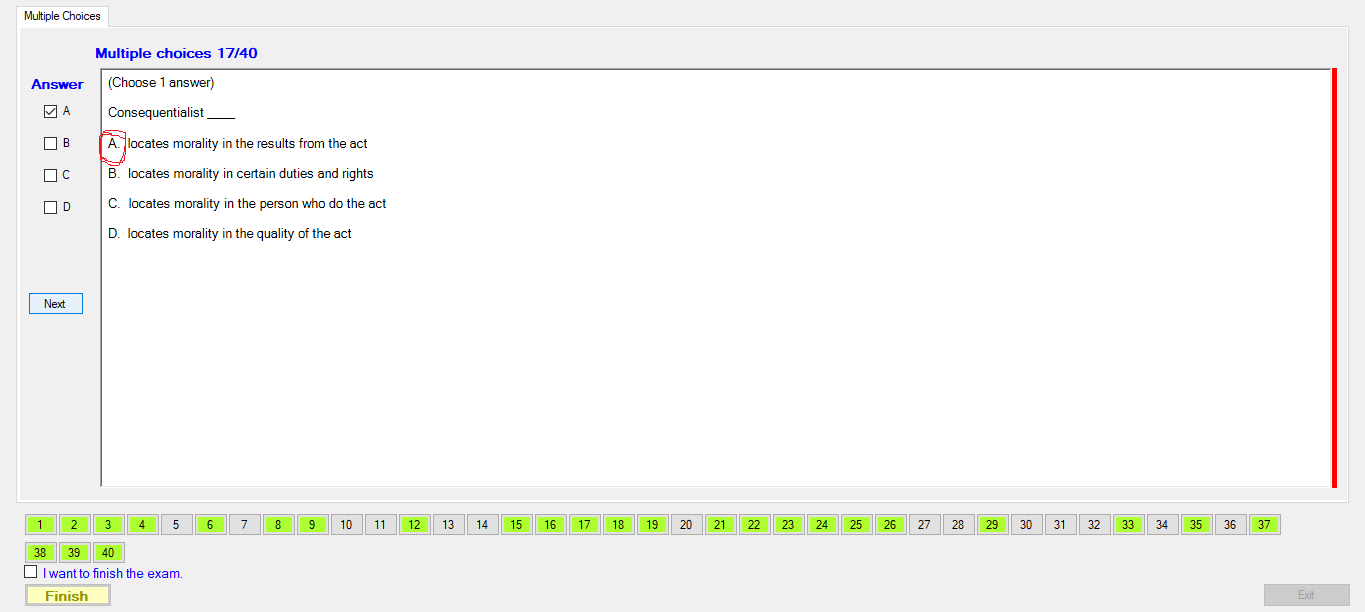 Multiple Choices
Multiple choices 17/40
Answer
A
B
C
D
Next
(Choose 1 answer)
Consequentialist ____
A. locates morality in the results from the act
B. locates morality in certain duties and rights
C. locates morality in the person who do the act
D. locates morality in the quality of the act
1 2 3 4 5 6 7 8 9 10 11 12 13 14 15 16 17 18 19 20 21 22 23 24 25 26 27 28 29 30 31 32 33 34 35 36 37
38 39 40
I want to finish the exam.
Finish
Exit